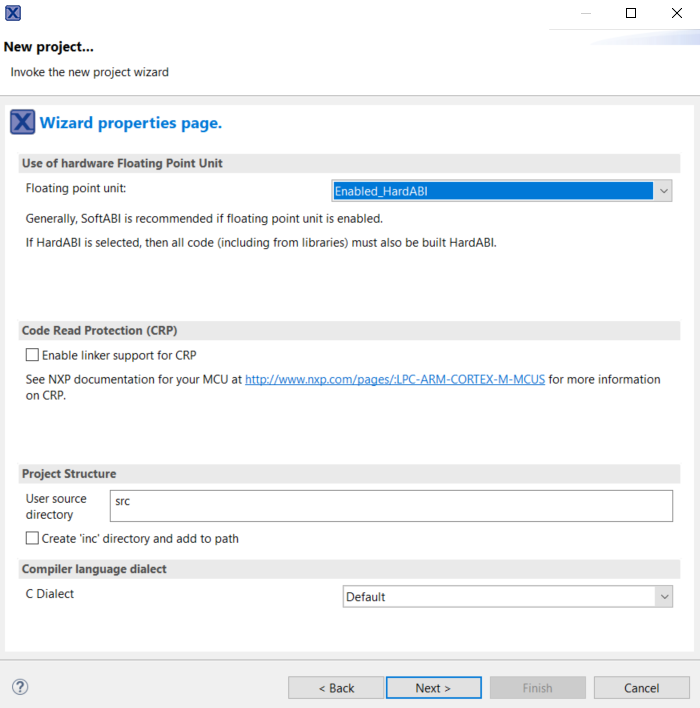 New project...
Invoke the new project wizard
Wizard properties page.
Use of hardware Floating Point Unit
Floating point unit:
Enabled_HardABI
Generally, SoftABI is recommended if floating point unit is enabled.
If HardABI is selected, then all code (including from libraries) must also be built HardABI.
Code Read Protection (CRP)
Enable linker support for CRP
See NXP documentation for your MCU at http://www.nxp.com/pages/:LPC-ARM-CORTEX-M-MCUS for more information
on CRP.
Project Structure
User source
directory
src
Create 'inc' directory and add to path
Compiler language dialect
C Dialect
Default
< Back
Next >
Finish
Cancel